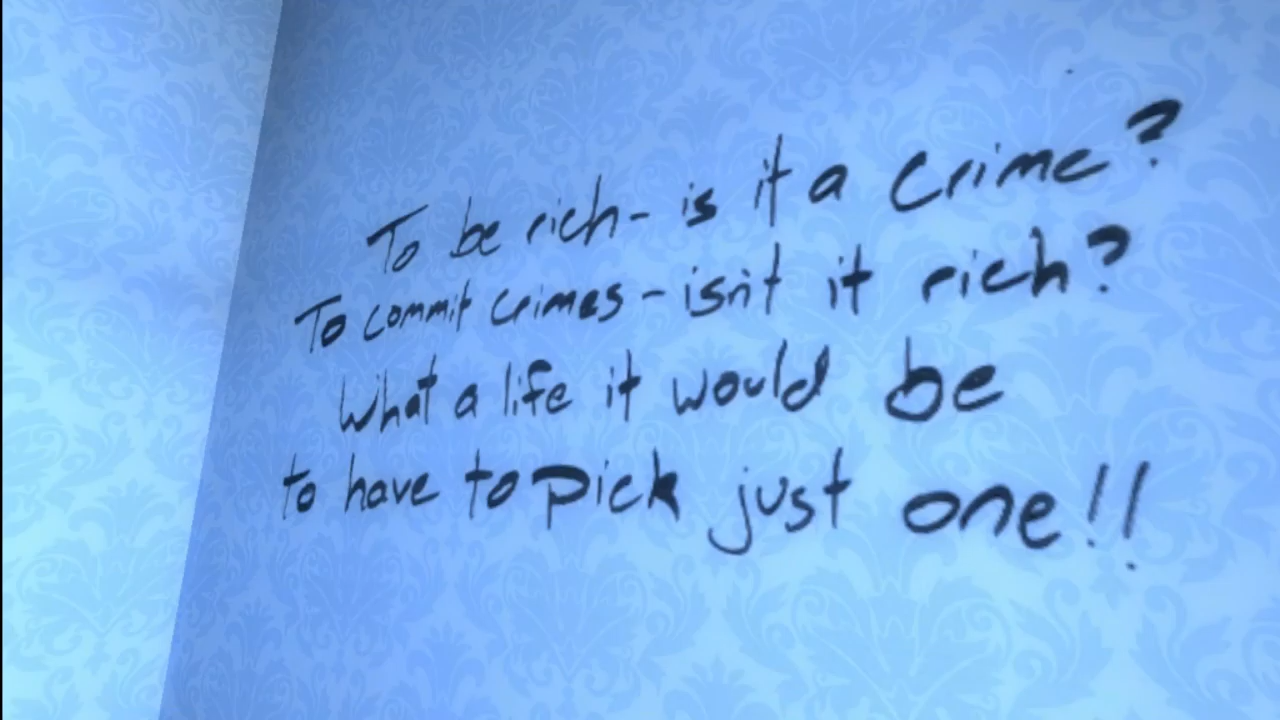 To be rich - is it a crime?
To commit crimes - isn't it rich?
What a life it would be
to have to pick just one!!